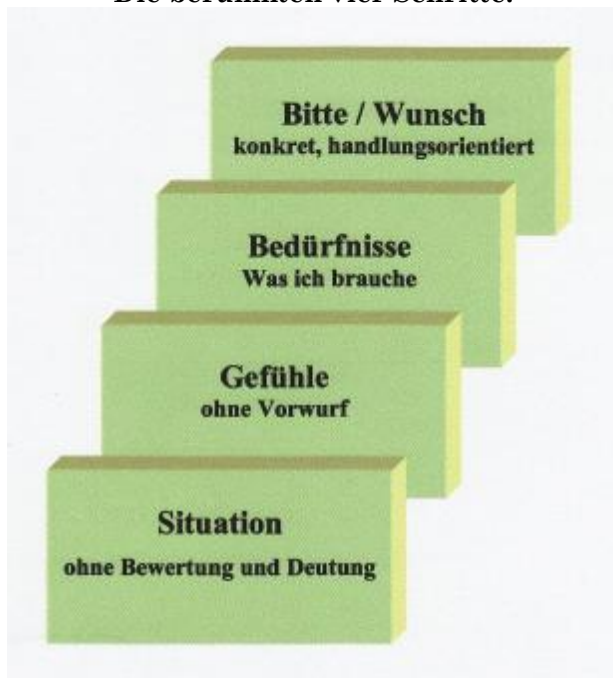 Die berühmten vier Schritte:
Bitte / Wunsch
konkret, handlungsorientiert
Bedürfnisse
Was ich brauche
Gefühle
ohne Vorwurf
Situation
ohne Bewertung und Deutung